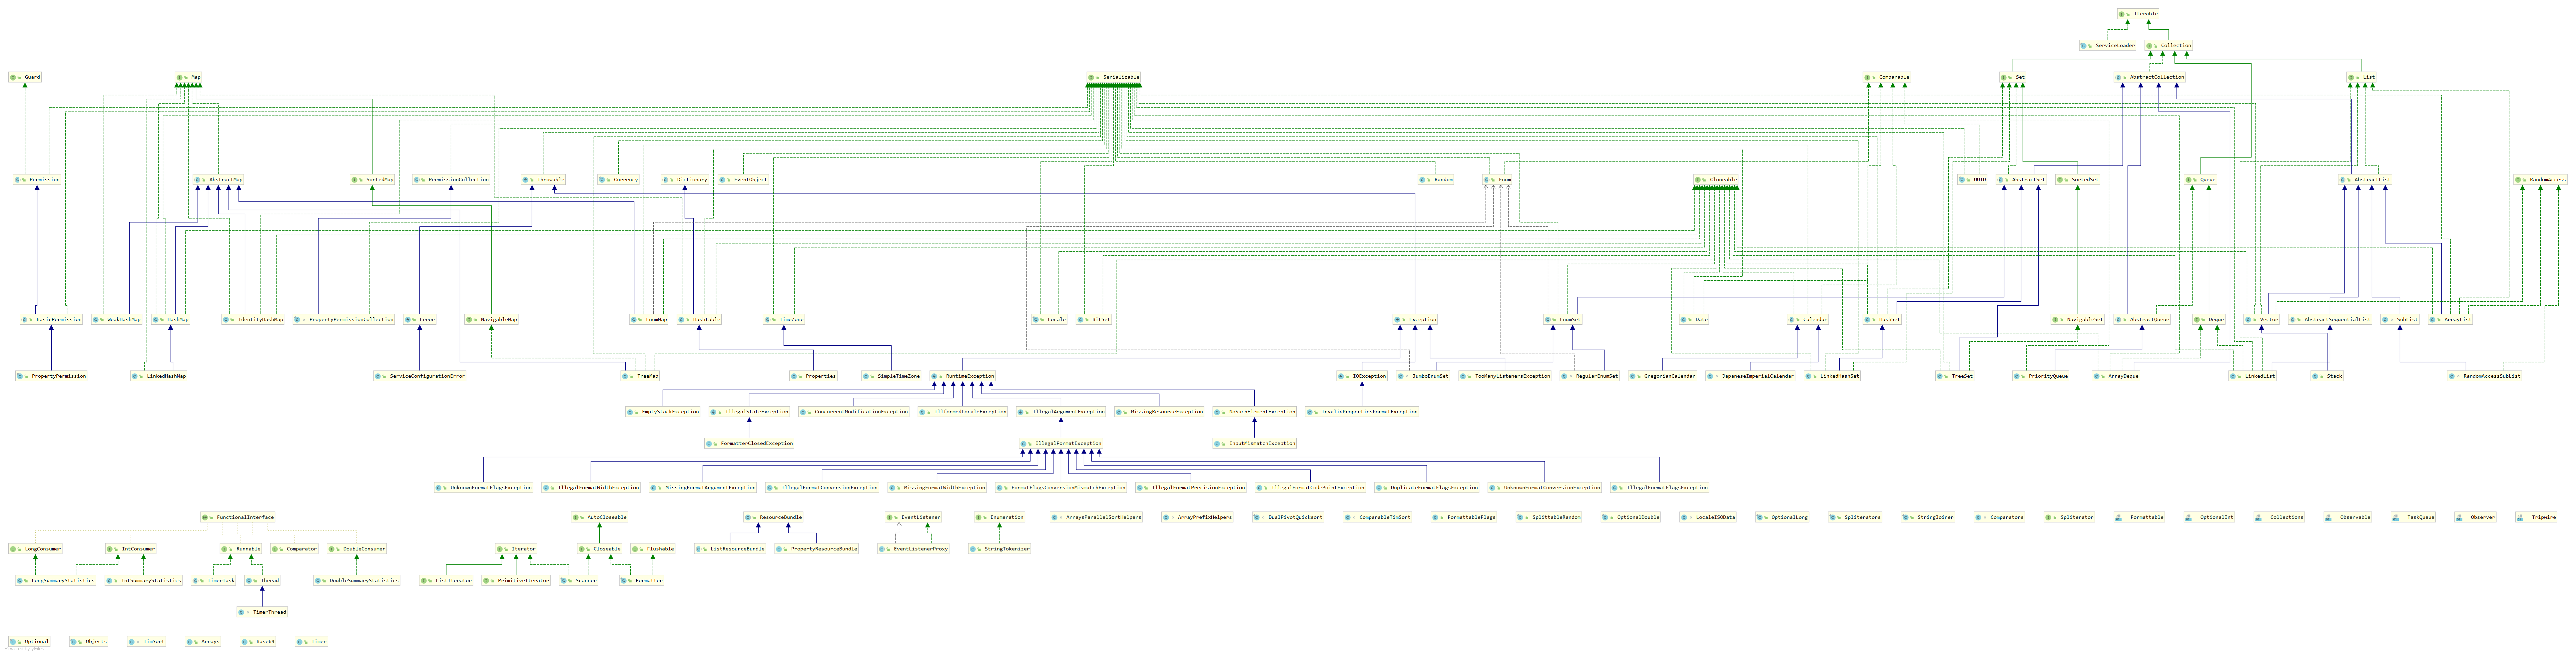 Iterable
ServiceLoader
Collection
Guard
Map
Serializable
Comparable
Set
AbstractCollection
List
Permission
AbstractMap
SortedMap
PermissionCollection
Throwable
Currency
Dictionary
EventObject
Random
Enum
Cloneable
UUID
AbstractSet
SortedSet
Queue
AbstractList
RandomAccess
BasicPermission
WeakHashMap
HashMap
IdentityHashMap
PropertyPermissionCollection
Error
NavigableMap
EnumMap
Hashtable
TimeZone
Locale
BitSet
Exception
EnumSet
Date
Calendar
HashSet
NavigableSet
AbstractQueue
Deque
Vector
AbstractSequentialList
SubList
ArrayList
PropertyPermission
LinkedHashMap
ServiceConfigurationError
TreeMap
Properties
SimpleTimeZone
RuntimeException
IOException
JumboEnumSet
TooManyListenersException
RegularEnumSet
GregorianCalendar
JapaneseImperialCalendar
LinkedHashSet
TreeSet
PriorityQueue
ArrayDeque
LinkedList
Stack
RandomAccessSubList
EmptyStackException
IllegalStateException
ConcurrentModificationException
IllformedLocaleException
IllegalArgumentException
MissingResourceException
NoSuchElementException
InvalidPropertiesFormatException
FormatterClosedException
IllegalFormatException
InputMismatchException
UnknownFormatFlagsException
IllegalFormatWidthException
MissingFormatArgumentException
IllegalFormatConversionException
MissingFormatWidthException
FormatFlagsConversionMismatchException
IllegalFormatPrecisionException
IllegalFormatCodePointException
DuplicateFormatFlagsException
UnknownFormatConversionException
IllegalFormatFlagsException
FunctionalInterface
AutoCloseable
ResourceBundle
EventListener
Enumeration
ArraysParallelSortHelpers
ArrayPrefixHelpers
DualPivotQuicksort
ComparableTimSort
FormattableFlags
SplittableRandom
OptionalDouble
LocaleISOData
OptionalLong
Spliterators
StringJoiner
Comparators
Spliterator
Formattable
OptionalInt
Collections
Observable
TaskQueue
Observer
Tripwire
LongConsumer
IntConsumer
Runnable
Comparator
DoubleConsumer
Iterator
Closeable
Flushable
ListResourceBundle
PropertyResourceBundle
EventListenerProxy
StringTokenizer
LongSummaryStatistics
IntSummaryStatistics
TimerTask
Thread
DoubleSummaryStatistics
ListIterator
PrimitiveIterator
Scanner
Formatter
TimerThread
Optional
Objects
TimSort
Arrays
Base64
Timer
Powered by yFiles